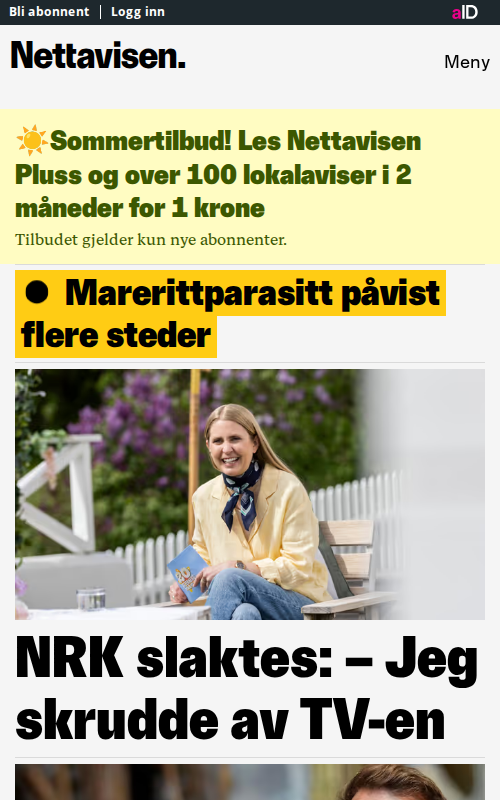 Bli abonnent
Logg inn
aID
Nettavisen.
Meny
☀️Sommertilbud! Les Nettavisen
Pluss og over 100 lokalaviser i 2
måneder for 1 krone
Tilbudet gjelder kun nye abonnenter.
● Marerittparasitt påvist
flere steder
20
NRK slaktes: – Jeg
skrudde av TV-en